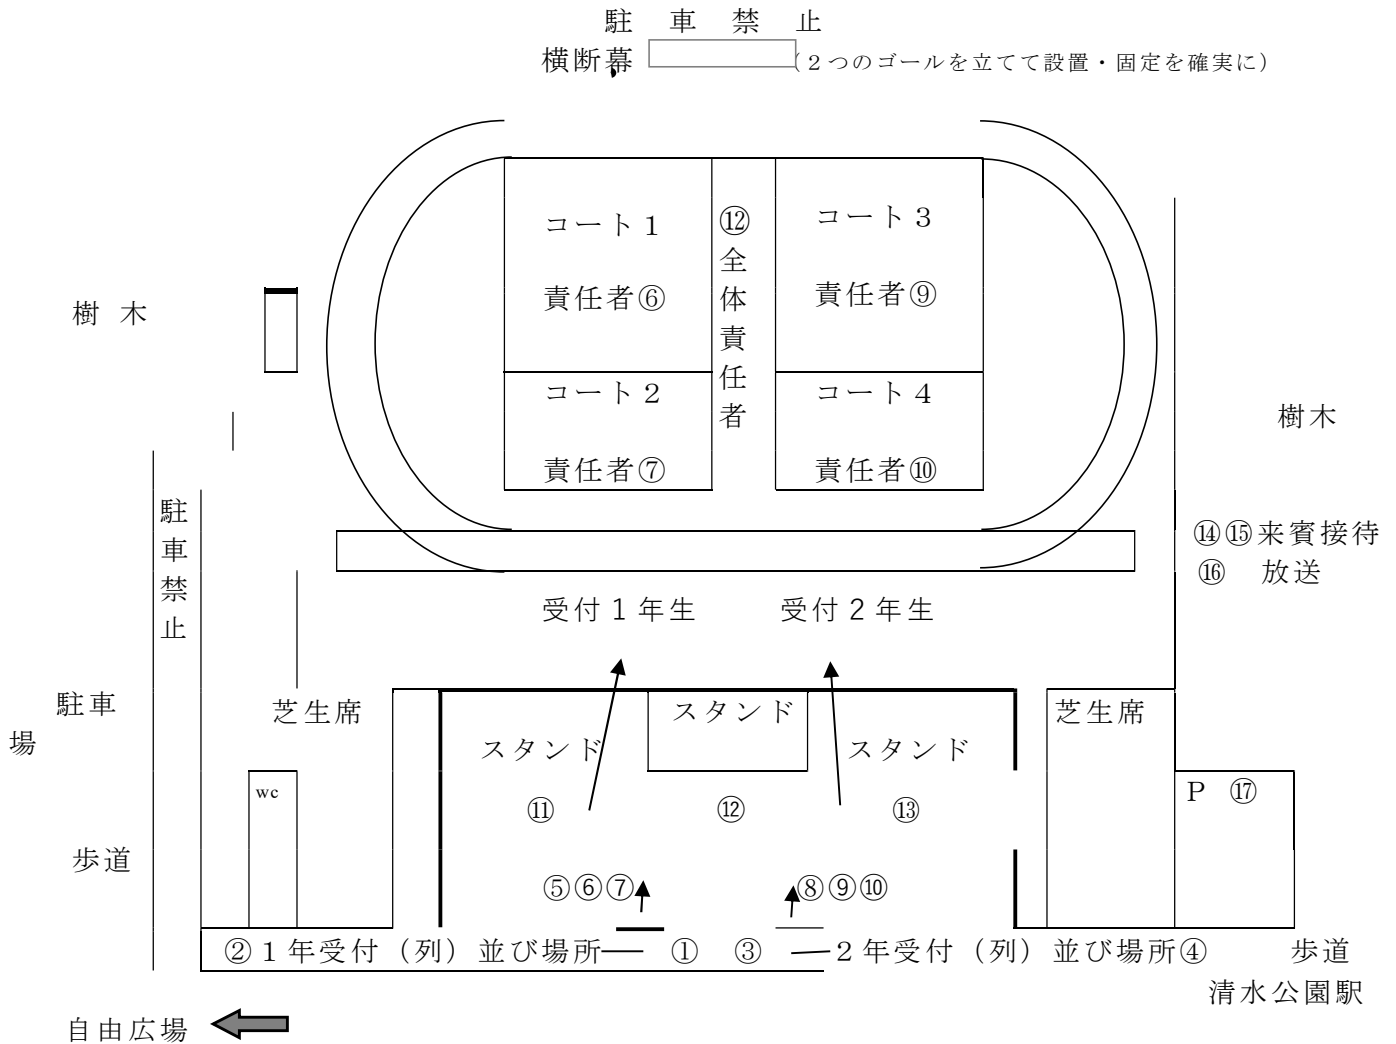 駐車禁止
横断幕
（２つのゴールを立てて設置・固定を確実に）
コート１
責任者⑥
⑫全体責任者
コート３
責任者⑨
樹木
コート２
責任者⑦
コート４
責任者⑩
樹木
駐車禁止
⑭⑮来賓接待
⑯　放送
受付１年生
受付２年生
駐車場
芝生席
スタンド
スタンド
スタンド
芝生席
wc
⑪
⑫
⑬
Ｐ　⑰
歩道
⑤⑥⑦
⑧⑨⑩
②１年受付（列）並び場所
①
③
２年受付（列）並び場所④
歩道
清水公園駅
自由広場